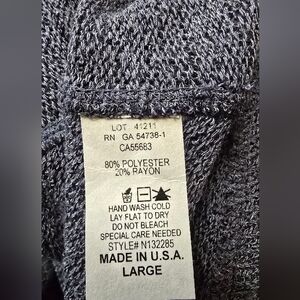 LOT 41211
RN GA 54738-1
CA55683
80% POLYESTER
20% RAYON
HAND WASH COLD
LAY FLAT TO DRY
DO NOT BLEACH
SPECIAL CARE NEEDED
STYLE# N132285
MADE IN U.S.A.
LARGE